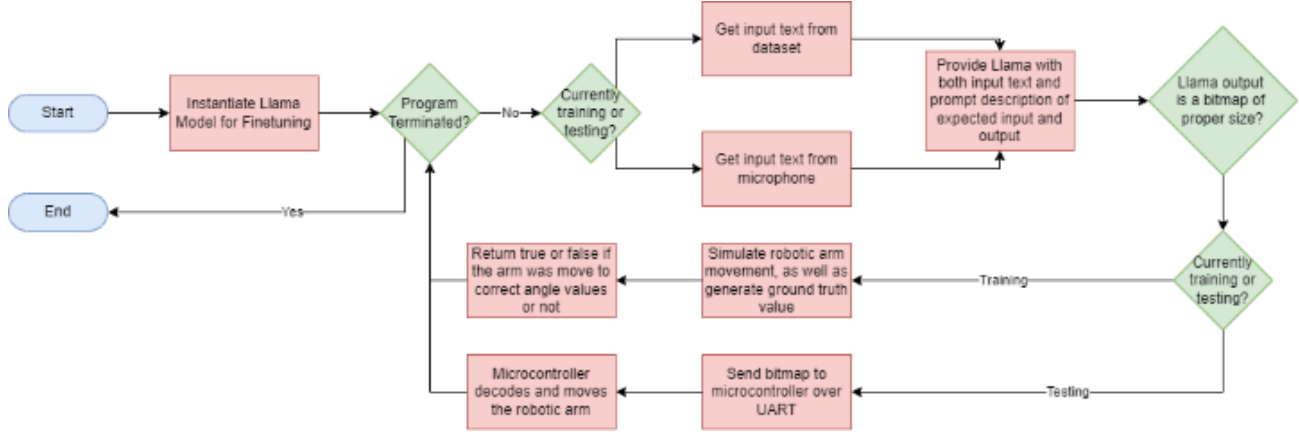 Start
Instantiate Llama
Model for Finetuning
Program
Terminated?
No
Currently
training or
testing?
Get input text from
dataset
Get input text from
microphone
Provide Llama with
both input text and
prompt description of
expected input and
output
Llama output
is a bitmap of
proper size?
End
Yes
Return true or false if
the arm was move to
correct angle values
or not
Simulate robotic arm
movement, as well as
generate ground truth
value
Training
Currently
training or
testing?
Microcontroller
decodes and moves
the robotic arm
Send bitmap to
microcontroller over
UART
Testing